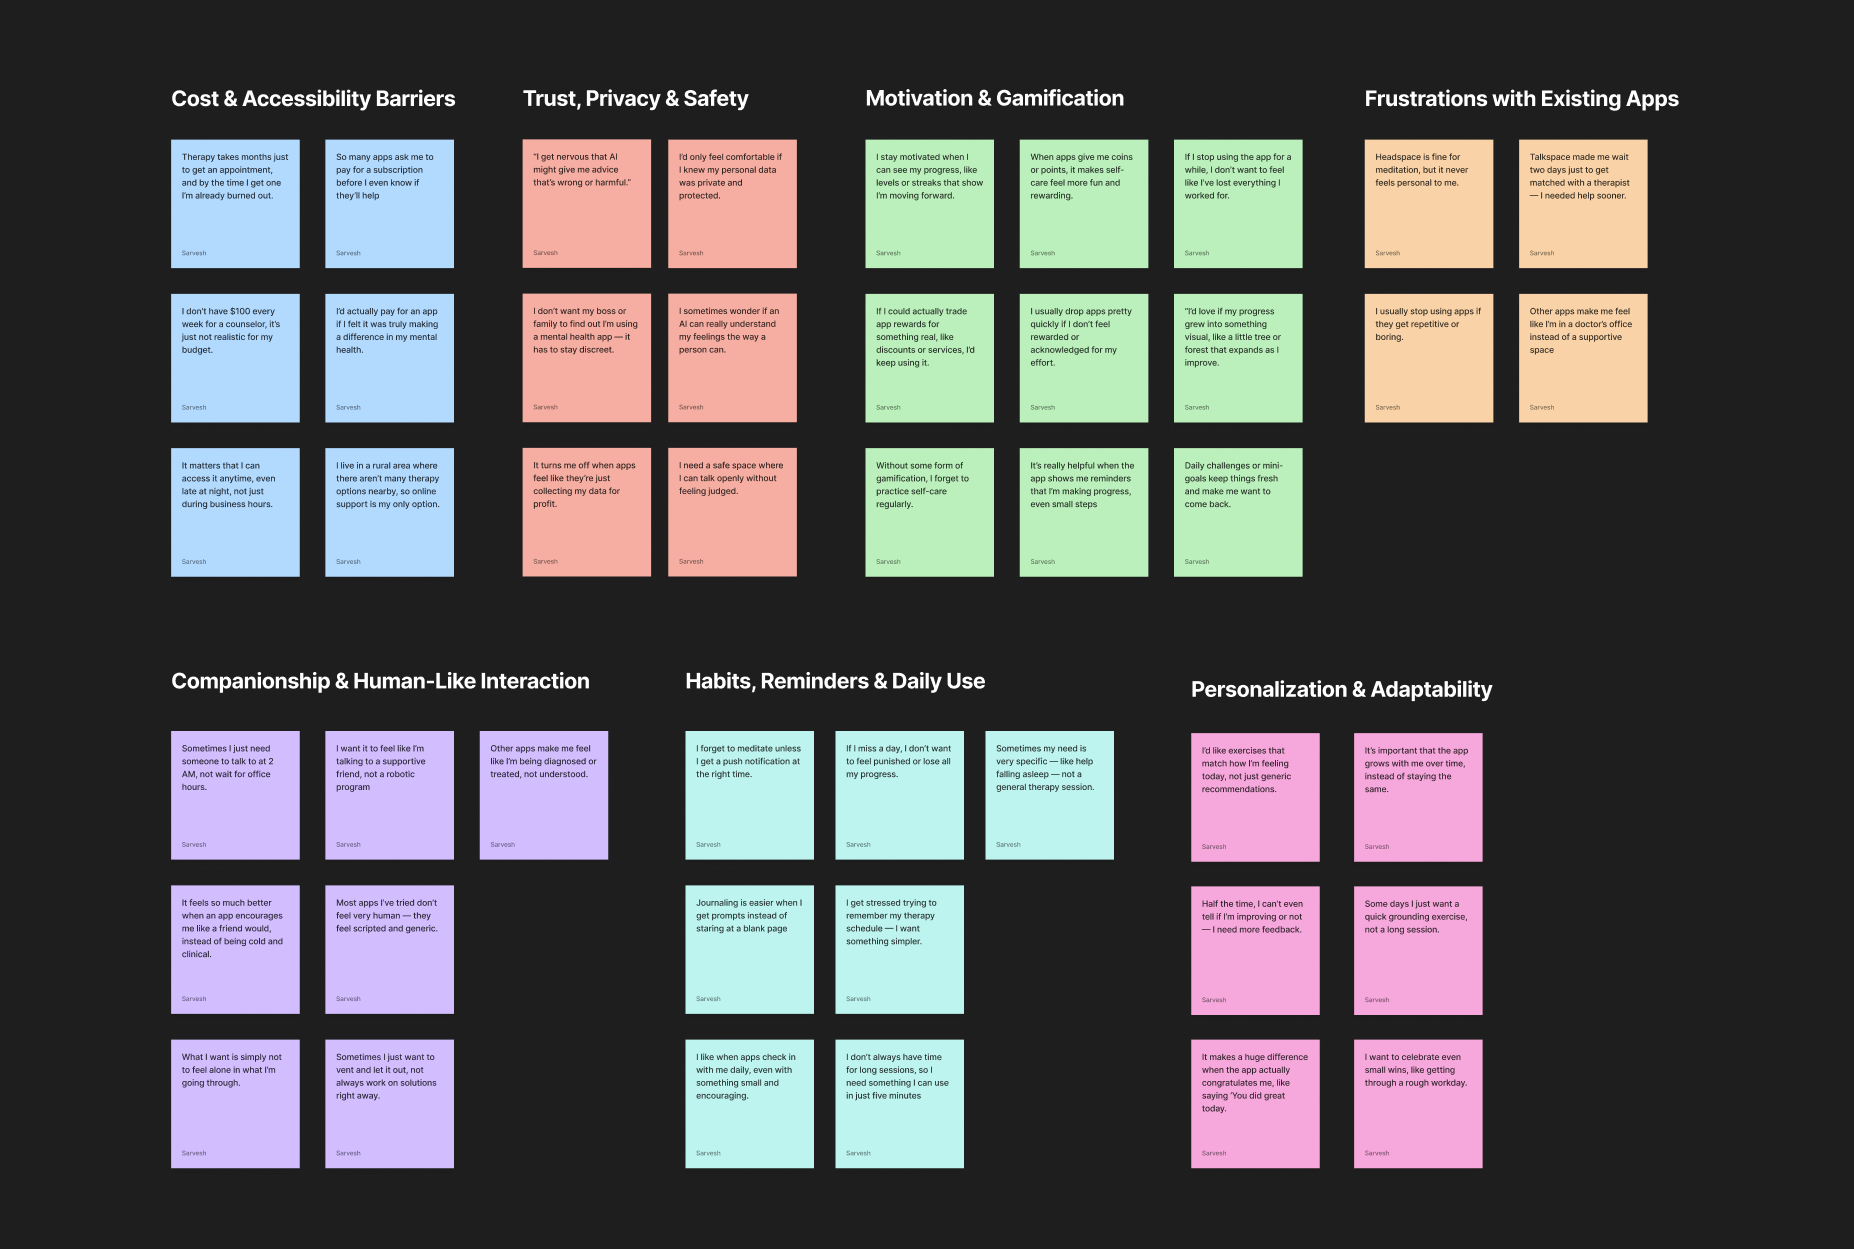 Cost & Accessibility Barriers
Therapy takes months just
to get an appointment,
and by the time I get one
I'm already burned out.
Sarvesh
So many apps ask me to
pay for a subscription
before I even know if
they'll help
Sarvesh
I don't have $100 every
week for a counselor, it's
just not realistic for my
budget.
Sarvesh
I'd actually pay for an app
if I felt it was truly making
a difference in my mental
health.
Sarvesh
It matters that I can
access it anytime, even
late at night, not just
during business hours.
Sarvesh
I live in a rural area where
there aren't many therapy
options nearby, so online
support is my only option.
Sarvesh
Trust, Privacy & Safety
"I get nervous that AI
might give me advice
that's wrong or harmful."
Sarvesh
I'd only feel comfortable if
I knew my personal data
was private and
protected.
Sarvesh
I don't want my boss or
family to find out I'm using
a mental health app — it
has to stay discreet.
Sarvesh
I sometimes wonder if an
AI can really understand
my feelings the way a
person can.
Sarvesh
It turns me off when apps
feel like they're just
collecting my data for
profit.
Sarvesh
I need a safe space where
I can talk openly without
feeling judged.
Sarvesh
Motivation & Gamification
I stay motivated when I
can see my progress, like
levels or streaks that show
I'm moving forward.
Sarvesh
When apps give me coins
or points, it makes self-
care feel more fun and
rewarding.
Sarvesh
If I stop using the app for a
while, I don't want to feel
like I've lost everything I
worked for.
Sarvesh
If I could actually trade
app rewards for
something real, like
discounts or services, I'd
keep using it.
Sarvesh
I usually drop apps pretty
quickly if I don't feel
rewarded or
acknowledged for my
effort.
Sarvesh
"I'd love if my progress
grew into something
visual, like a little tree or
forest that expands as I
improve.
Sarvesh
Without some form of
gamification, I forget to
practice self-care
regularly.
Sarvesh
It's really helpful when the
app shows me reminders
that I'm making progress,
even small steps
Sarvesh
Daily challenges or mini-
goals keep things fresh
and make me want to
come back.
Sarvesh
Frustrations with Existing Apps
Headspace is fine for
meditation, but it never
feels personal to me.
Sarvesh
Talkspace made me wait
two days just to get
matched with a therapist
— I needed help sooner.
Sarvesh
I usually stop using apps if
they get repetitive or
boring.
Sarvesh
Other apps make me feel
like I'm in a doctor's office
instead of a supportive
space
Sarvesh
Companionship & Human-Like Interaction
Sometimes I just need
someone to talk to at 2
AM, not wait for office
hours.
Sarvesh
I want it to feel like I'm
talking to a supportive
friend, not a robotic
program
Sarvesh
Other apps make me feel
like I'm being diagnosed or
treated, not understood.
Sarvesh
It feels so much better
when an app encourages
me like a friend would,
instead of being cold and
clinical.
Sarvesh
Most apps I've tried don't
feel very human — they
feel scripted and generic.
Sarvesh
What I want is simply not
to feel alone in what I'm
going through.
Sarvesh
Sometimes I just want to
vent and let it out, not
always work on solutions
right away.
Sarvesh
Habits, Reminders & Daily Use
I forget to meditate unless
I get a push notification at
the right time.
Sarvesh
If I miss a day, I don't want
to feel punished or lose all
my progress.
Sarvesh
Sometimes my need is
very specific — like help
falling asleep — not a
general therapy session.
Sarvesh
Journaling is easier when I
get prompts instead of
staring at a blank page
Sarvesh
I get stressed trying to
remember my therapy
schedule — I want
something simpler.
Sarvesh
I like when apps check in
with me daily, even with
something small and
encouraging.
Sarvesh
I don't always have time
for long sessions, so I
need something I can use
in just five minutes
Sarvesh
Personalization & Adaptability
I'd like exercises that
match how I'm feeling
today, not just generic
recommendations.
Sarvesh
It's important that the app
grows with me over time,
instead of staying the
same.
Sarvesh
Half the time, I can't even
tell if I'm improving or not
— I need more feedback.
Sarvesh
Some days I just want a
quick grounding exercise,
not a long session.
Sarvesh
It makes a huge difference
when the app actually
congratulates me, like
saying 'You did great
today.
Sarvesh
I want to celebrate even
small wins, like getting
through a rough workday.
Sarvesh